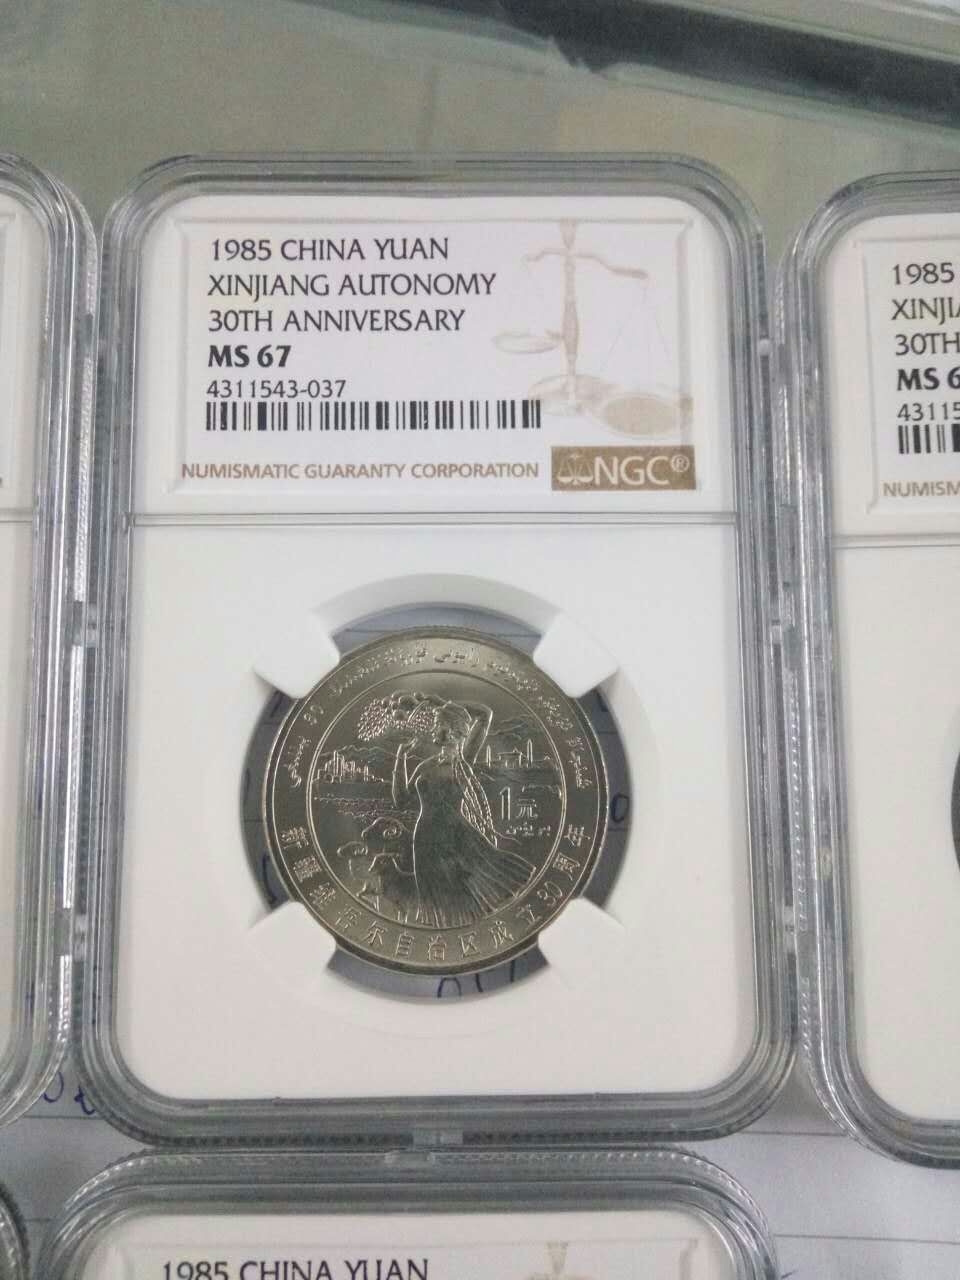 1985 CHINA YUAN
XINJIANG AUTONOMY
30TH ANNIVERSARY
MS 67
4311543-037
NUMISMATIC GUARANTY CORPORATION
NGC®
1元
新疆维吾尔自治区成立30周年
1985
XINJI
30TH
MS 6
43115
NUMISM
1985 CHINA YUAN